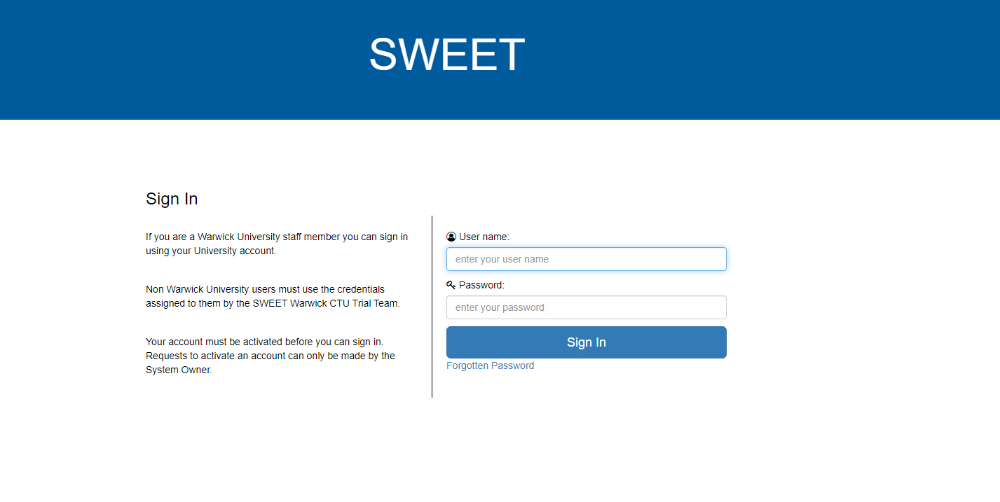 SWEET
Sign In
If you are a Warwick University staff member you can sign in
using your University account.
Non Warwick University users must use the credentials
assigned to them by the SWEET Warwick CTU Trial Team.
Your account must be activated before you can sign in.
Requests to activate an account can only be made by the
System Owner.
User name:
enter your user name
Password:
enter your password
Sign In
Forgotten Password